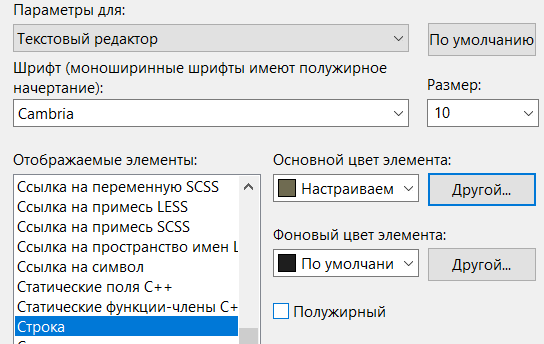 Параметры для:
Текстовый редактор
По умолчанию
Шрифт (моноширинные шрифты имеют полужирное
начертание):
Размер:
Cambria
10
Отображаемые элементы:
Основной цвет элемента:
Ссылка на переменную SCSS
Ссылка на примесь LESS
Ссылка на примесь SCSS
Ссылка на пространство имен
Ссылка на символ
Статические поля C++
Статические функции-члены C+
Строка
Настраиваем
Другой...
Фоновый цвет элемента:
По умолчани
Другой...
Полужирный